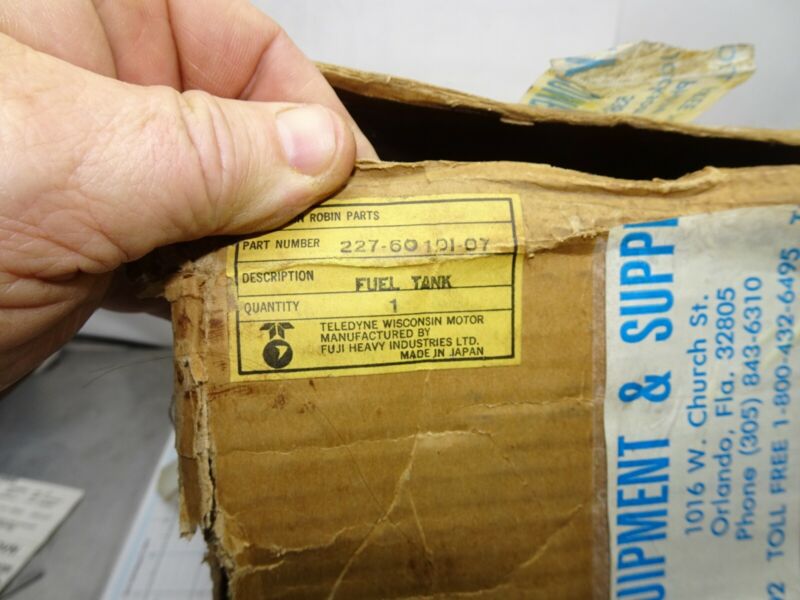 ROBIN PARTS
PART NUMBER 227-60101-07
DESCRIPTION FUEL TANK
QUANTITY 1
TELEDYNE WISCONSIN MOTOR
MANUFACTURED BY
FUJI HEAVY INDUSTRIES LTD.
MADE IN JAPAN
UIPMENT & SUPPL
1016 W. Church St.
Orlando, Fla. 32805
Phone (305) 843-6310
TOLL FREE 1-800-432-6495